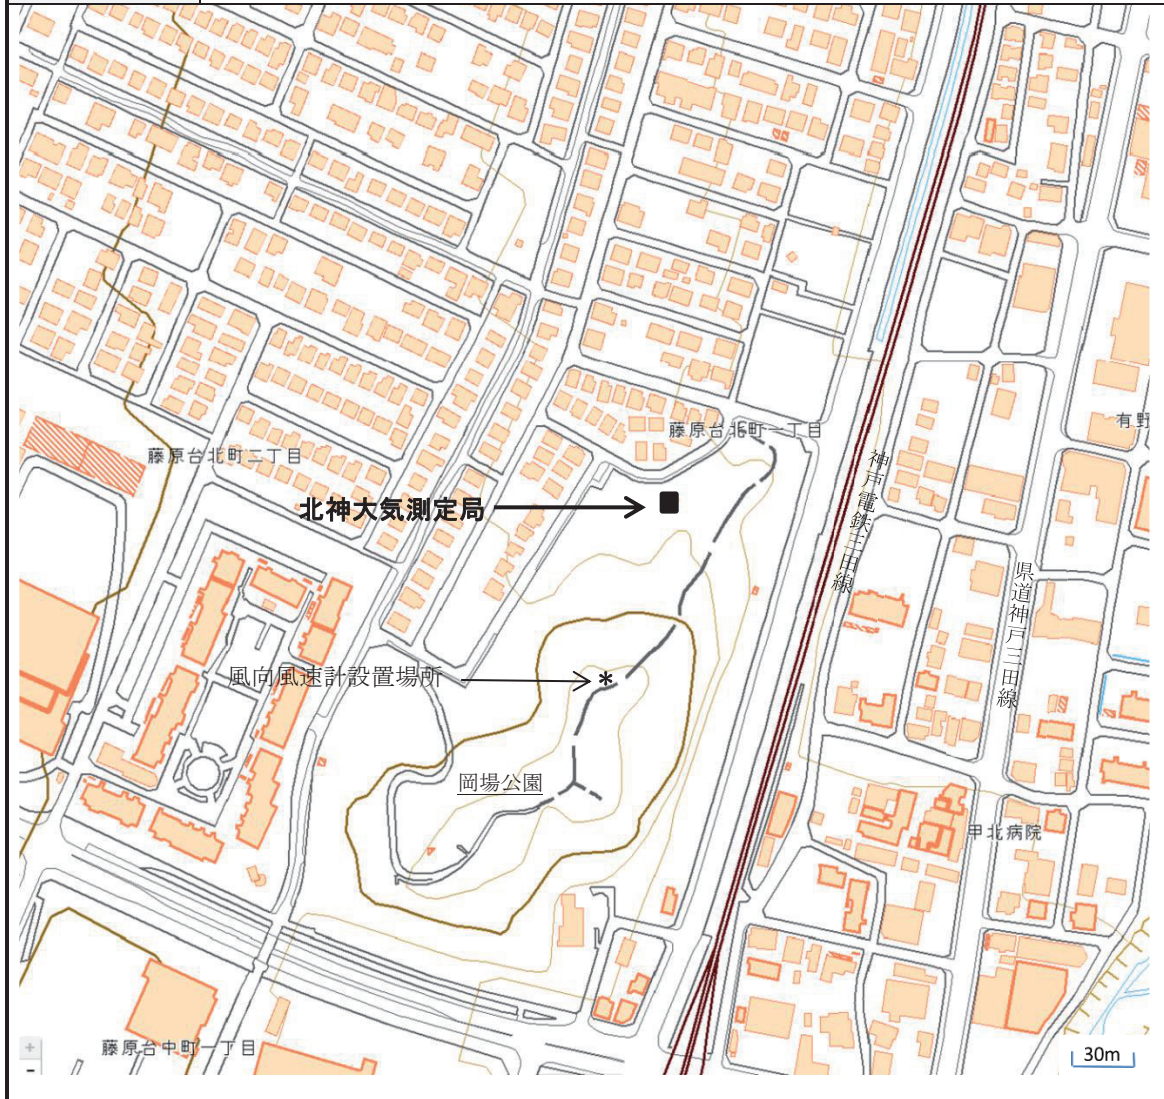 藤原台北町一丁目
有野
藤原台北町二丁目
神戸電鉄三田線
北神大気測定局
県道神戸三田線
風向風速計設置場所
*
岡場公園
甲北病院
藤原台中町一丁目
+
-
30m